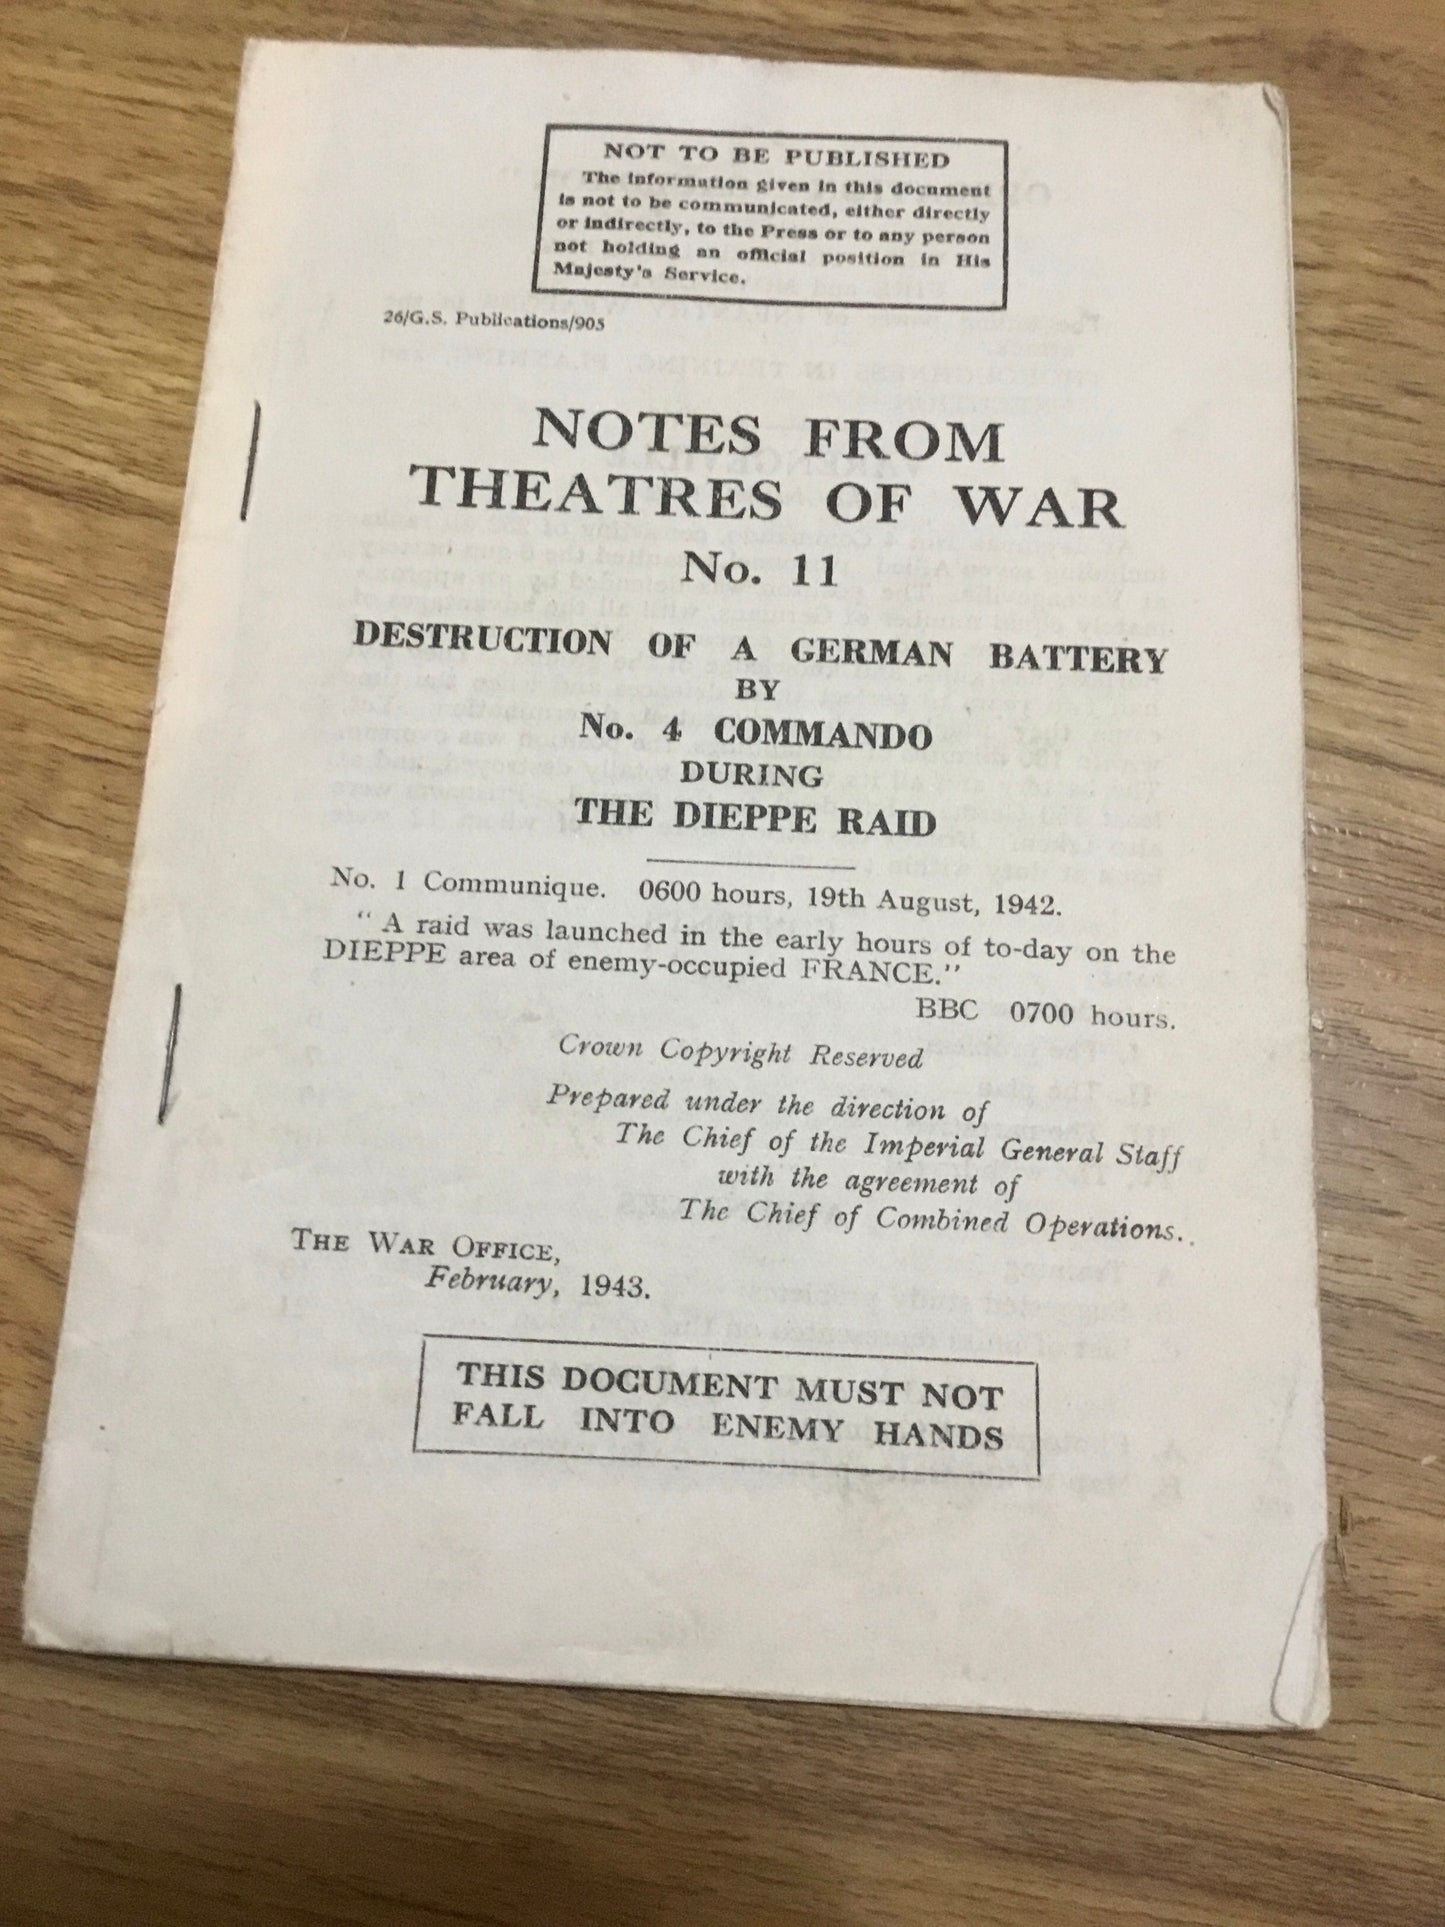 NOT TO BE PUBLISHED
The information given in this document
is not to be communicated, either directly
or indirectly, to the Press or to any person
not holding an official position in His
Majesty's Service.
26/G.S. Publications/905
NOTES FROM
THEATRES OF WAR
No. 11
DESTRUCTION OF A GERMAN BATTERY
BY
No. 4 COMMANDO
DURING
THE DIEPPE RAID
No. 1 Communique. 0600 hours, 19th August, 1942.
“ A raid was launched in the early hours of to-day on the
DIEPPE area of enemy-occupied FRANCE.”
BBC 0700 hours.
Crown Copyright Reserved
Prepared under the direction of
The Chief of the Imperial General Staff
with the agreement of
The Chief of Combined Operations.
THE WAR OFFICE,
February, 1943.
THIS DOCUMENT MUST NOT
FALL INTO ENEMY HANDS